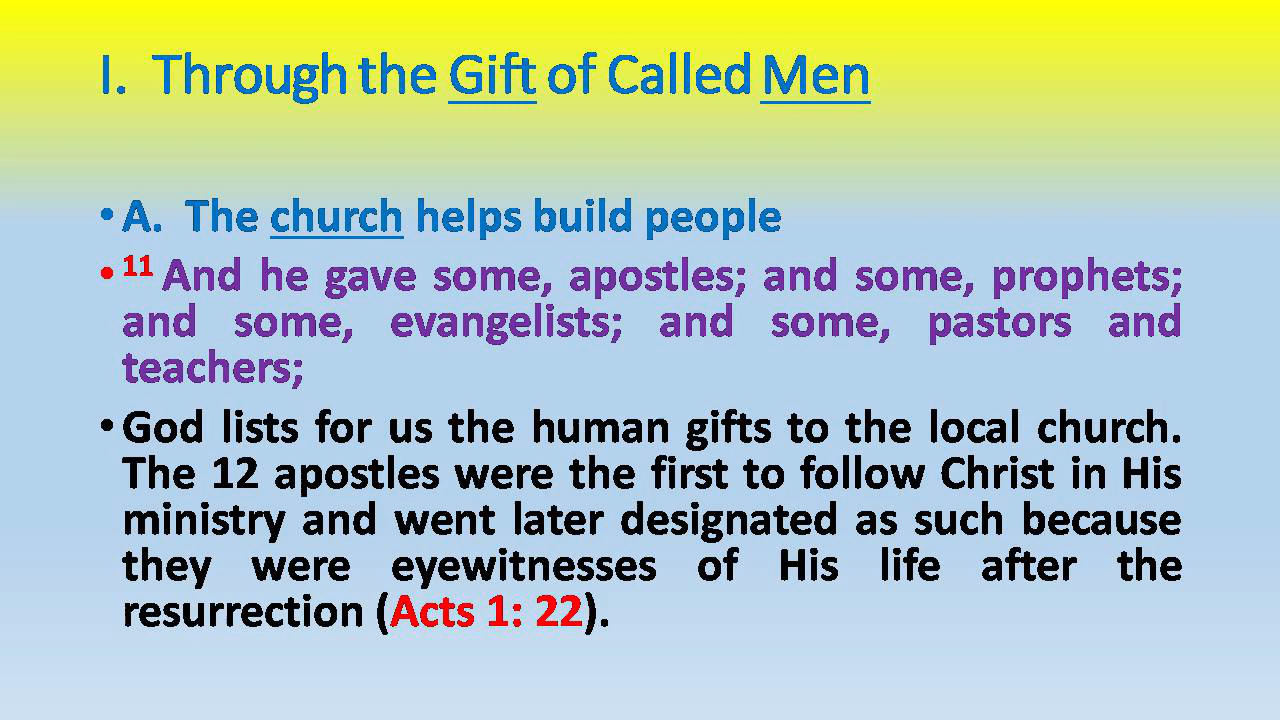 I. Through the Gift of Called Men
• A. The church helps build people
• 11 And he gave some, apostles; and some, prophets;
and some, evangelists; and some, pastors and
teachers;
• God lists for us the human gifts to the local church.
The 12 apostles were the first to follow Christ in His
ministry and went later designated as such because
they were eyewitnesses of His life after the
resurrection (Acts 1: 22).